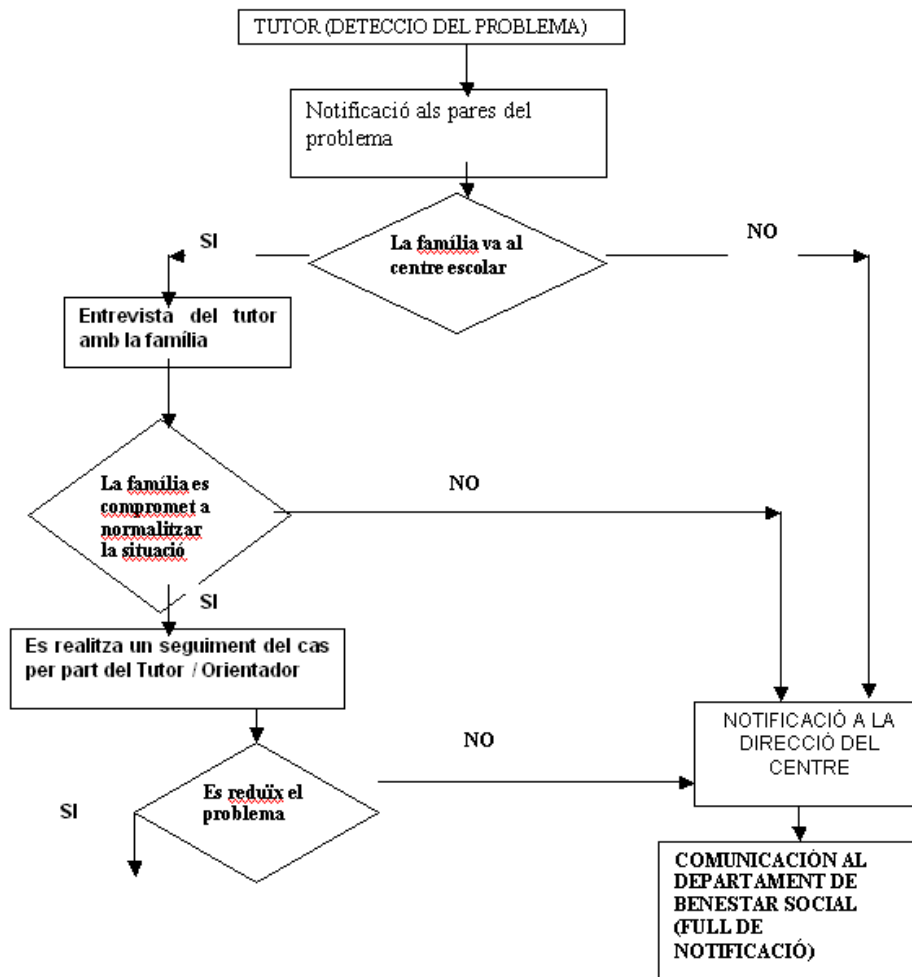 TUTOR (DETECCIO DEL PROBLEMA)
Notificació als pares del
problema
SI
La família va al
centre escolar
NO
Entrevista del tutor
amb la família
La família es
compromet a
normalitzar
la situació
NO
SI
Es realitza un seguiment del cas
per part del Tutor / Orientador
NO
Es reduïx el
problema
SI
NOTIFICACIÓ A LA
DIRECCIÓ DEL
CENTRE
COMUNICACIÓN AL
DEPARTAMENT DE
BENESTAR SOCIAL
(FULL DE
NOTIFICACIÓ)